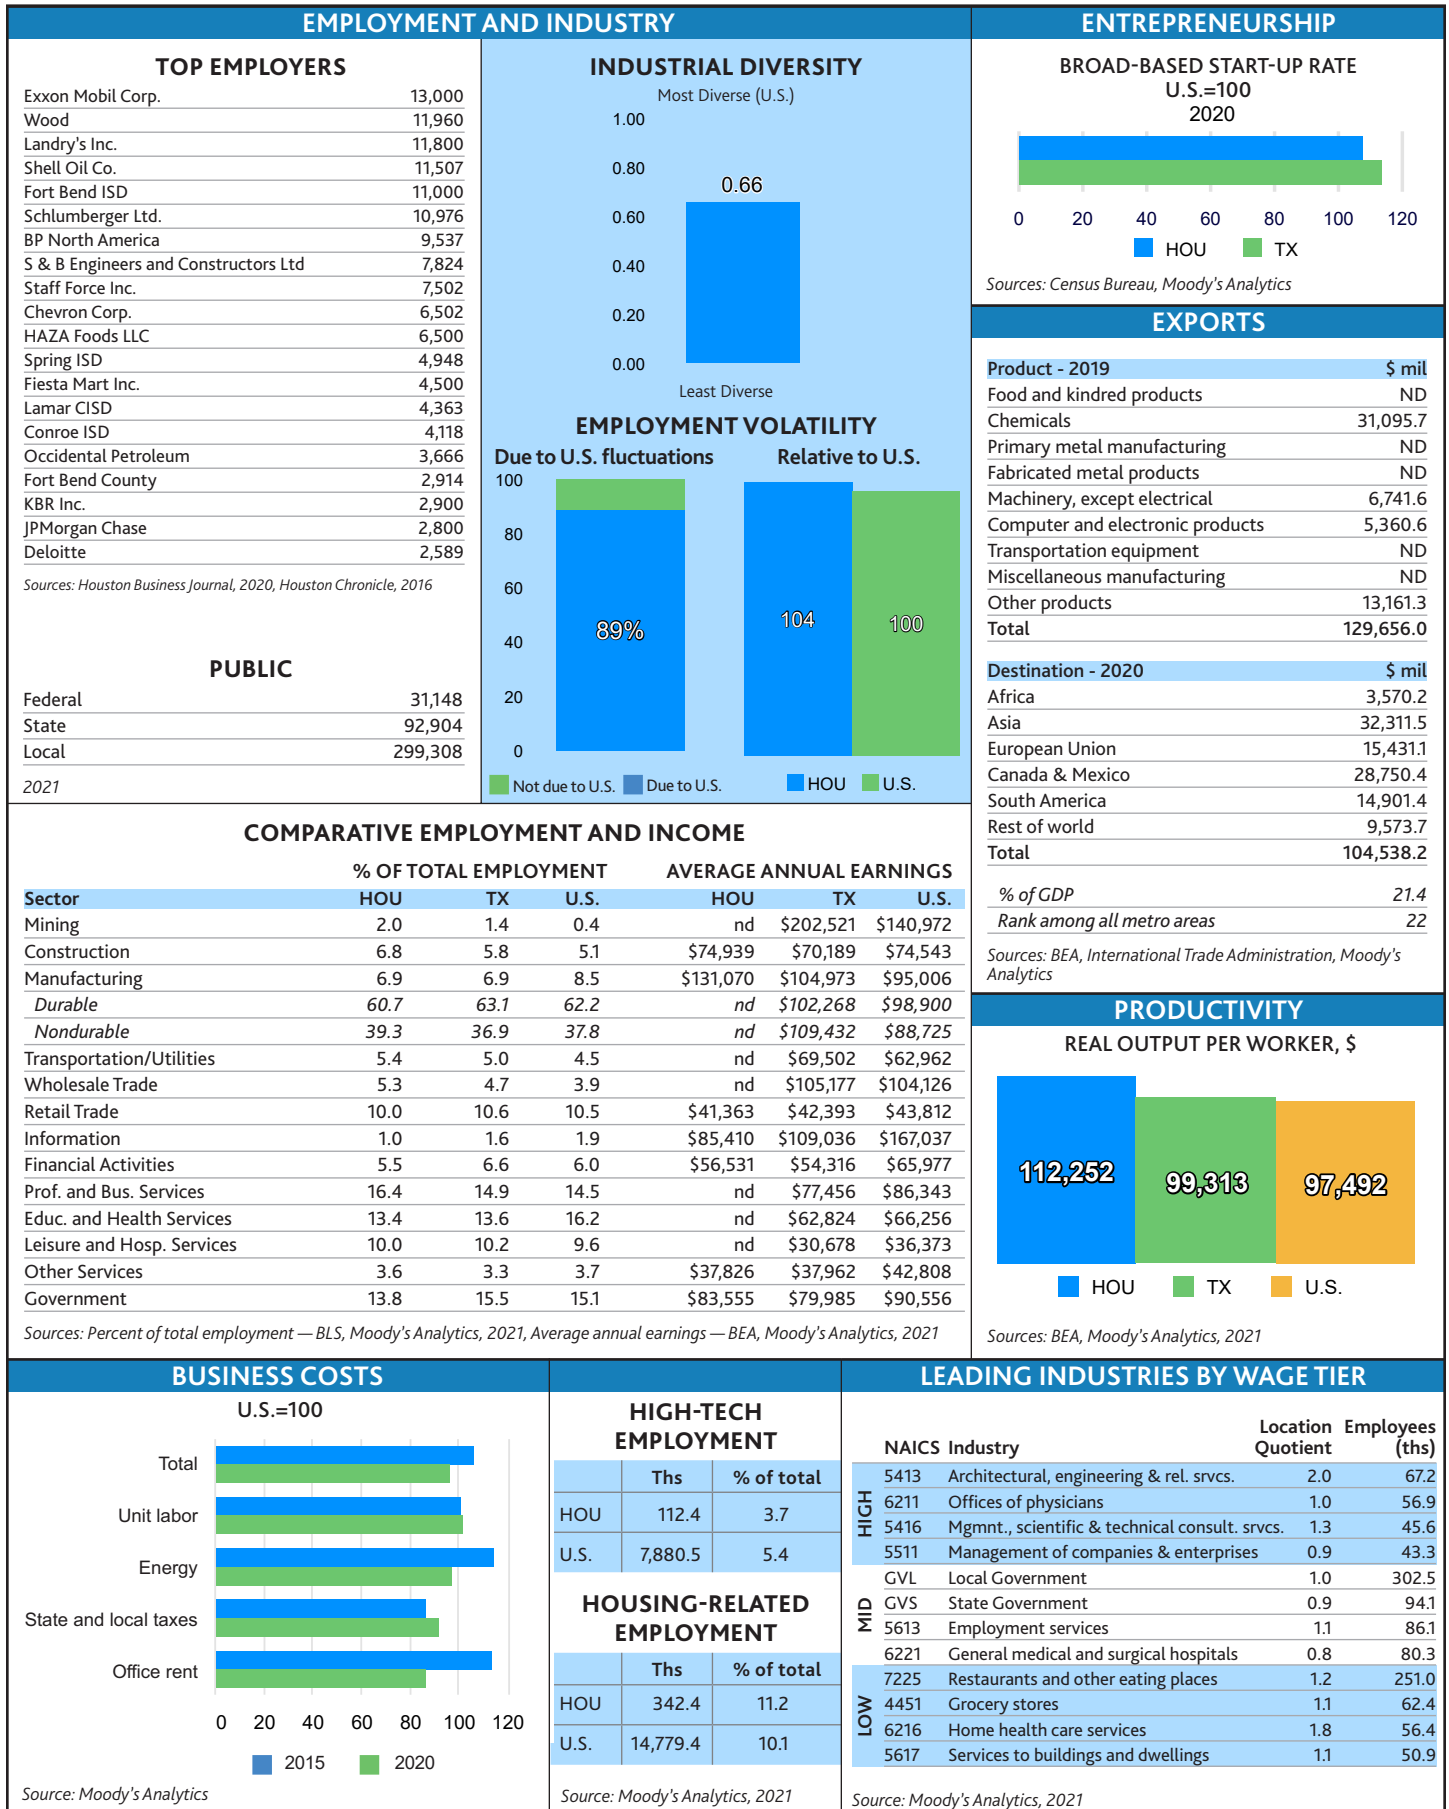 EMPLOYMENT AND INDUSTRY
TOP EMPLOYERS
Exxon Mobil Corp. 13,000
Wood 11,960
Landry's Inc. 11,800
Shell Oil Co. 11,507
Fort Bend ISD 11,000
Schlumberger Ltd. 10,976
BP North America 9,537
S & B Engineers and Constructors Ltd 7,824
Staff Force Inc. 7,502
Chevron Corp. 6,502
HAZA Foods LLC 6,500
Spring ISD 4,948
Fiesta Mart Inc. 4,500
Lamar CISD 4,363
Conroe ISD 4,118
Occidental Petroleum 3,666
Fort Bend County 2,914
KBR Inc. 2,900
JPMorgan Chase 2,800
Deloitte 2,589
Sources: Houston Business Journal, 2020, Houston Chronicle, 2016
PUBLIC
Federal 31,148
State 92,904
Local 299,308
2021
INDUSTRIAL DIVERSITY
Most Diverse (U.S.)
1.00
0.80
0.66
0.60
0.40
0.20
0.00
Least Diverse
EMPLOYMENT VOLATILITY
Due to U.S. fluctuations Relative to U.S.
100
80
60
89% 104 100
40
20
0
Not due to U.S. Due to U.S. HOU U.S.
ENTREPRENEURSHIP
BROAD-BASED START-UP RATE
U.S.=100
2020
0 20 40 60 80 100 120
HOU TX
Sources: Census Bureau, Moody's Analytics
EXPORTS
Product - 2019 $ mil
Food and kindred products ND
Chemicals 31,095.7
Primary metal manufacturing ND
Fabricated metal products ND
Machinery, except electrical 6,741.6
Computer and electronic products 5,360.6
Transportation equipment ND
Miscellaneous manufacturing ND
Other products 13,161.3
Total 129,656.0
Destination - 2020 $ mil
Africa 3,570.2
Asia 32,311.5
European Union 15,431.1
Canada & Mexico 28,750.4
South America 14,901.4
Rest of world 9,573.7
Total 104,538.2
% of GDP 21.4
Rank among all metro areas 22
Sources: BEA, International Trade Administration, Moody's
Analytics
COMPARATIVE EMPLOYMENT AND INCOME
% OF TOTAL EMPLOYMENT AVERAGE ANNUAL EARNINGS
Sector HOU TX U.S. HOU TX U.S.
Mining 2.0 1.4 0.4 nd $202,521 $140,972
Construction 6.8 5.8 5.1 $74,939 $70,189 $74,543
Manufacturing 6.9 6.9 8.5 $131,070 $104,973 $95,006
Durable 60.7 63.1 62.2 nd $102,268 $98,900
Nondurable 39.3 36.9 37.8 nd $109,432 $88,725
Transportation/Utilities 5.4 5.0 4.5 nd $69,502 $62,962
Wholesale Trade 5.3 4.7 3.9 nd $105,177 $104,126
Retail Trade 10.0 10.6 10.5 $41,363 $42,393 $43,812
Information 1.0 1.6 1.9 $85,410 $109,036 $167,037
Financial Activities 5.5 6.6 6.0 $56,531 $54,316 $65,977
Prof. and Bus. Services 16.4 14.9 14.5 nd $77,456 $86,343
Educ. and Health Services 13.4 13.6 16.2 nd $62,824 $66,256
Leisure and Hosp. Services 10.0 10.2 9.6 nd $30,678 $36,373
Other Services 3.6 3.3 3.7 $37,826 $37,962 $42,808
Government 13.8 15.5 15.1 $83,555 $79,985 $90,556
Sources: Percent of total employment — BLS, Moody's Analytics, 2021, Average annual earnings — BEA, Moody's Analytics, 2021
PRODUCTIVITY
REAL OUTPUT PER WORKER, $
112,252 99,313 97,492
HOU TX U.S.
Sources: BEA, Moody's Analytics, 2021
BUSINESS COSTS
U.S.=100
Total
Unit labor
Energy
State and local taxes
Office rent
0 20 40 60 80 100 120
2015 2020
Source: Moody's Analytics
HIGH-TECH
EMPLOYMENT
Ths % of total
HOU 112.4 3.7
U.S. 7,880.5 5.4
HOUSING-RELATED
EMPLOYMENT
Ths % of total
HOU 342.4 11.2
U.S. 14,779.4 10.1
Source: Moody's Analytics, 2021
LEADING INDUSTRIES BY WAGE TIER
Location Employees
NAICS Industry Quotient (ths)
HIGH
5413 Architectural, engineering & rel. srvcs. 2.0 67.2
6211 Offices of physicians 1.0 56.9
5416 Mgmnt., scientific & technical consult. srvcs. 1.3 45.6
5511 Management of companies & enterprises 0.9 43.3
MID
GVL Local Government 1.0 302.5
GVS State Government 0.9 94.1
5613 Employment services 1.1 86.1
6221 General medical and surgical hospitals 0.8 80.3
LOW
7225 Restaurants and other eating places 1.2 251.0
4451 Grocery stores 1.1 62.4
6216 Home health care services 1.8 56.4
5617 Services to buildings and dwellings 1.1 50.9
Source: Moody's Analytics, 2021